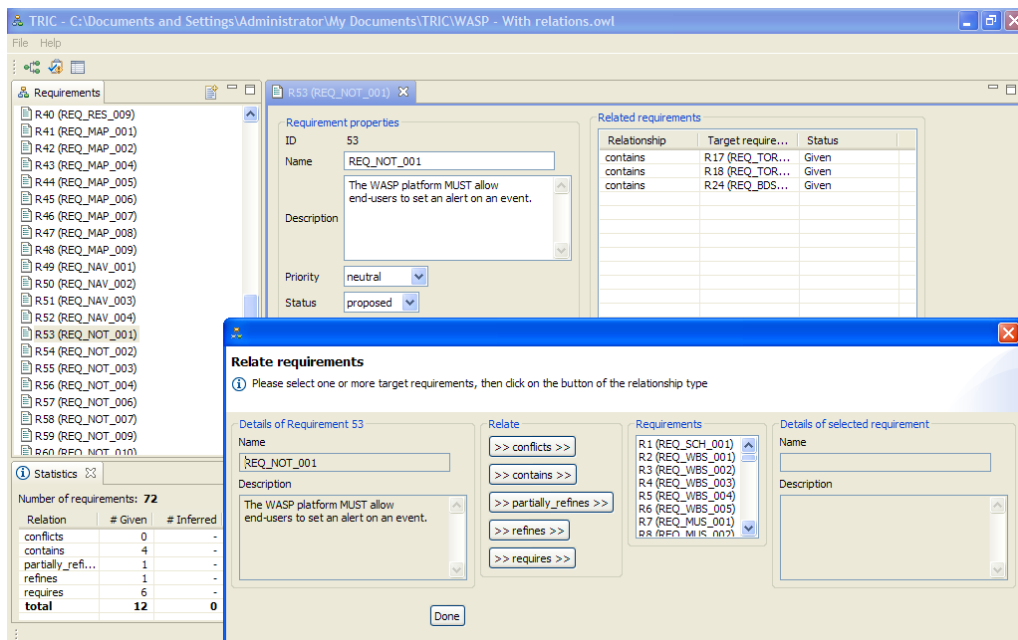 TRIC - C:\Documents and Settings\Administrator\My Documents\TRIC\WASP - With relations.owl
File Help
Requirements
R40 (REQ_RES_009)
R41 (REQ_MAP_001)
R42 (REQ_MAP_002)
R43 (REQ_MAP_004)
R44 (REQ_MAP_005)
R45 (REQ_MAP_006)
R46 (REQ_MAP_007)
R47 (REQ_MAP_008)
R48 (REQ_MAP_009)
R49 (REQ_NAV_001)
R50 (REQ_NAV_002)
R51 (REQ_NAV_003)
R52 (REQ_NAV_004)
R53 (REQ_NOT_001)
R54 (REQ_NOT_002)
R55 (REQ_NOT_003)
R56 (REQ_NOT_004)
R57 (REQ_NOT_006)
R58 (REQ_NOT_007)
R59 (REQ_NOT_009)
R60 (REQ_NOT_010)
R53 (REQ_NOT_001)
Requirement properties
ID 53
Name REQ_NOT_001
Description
The WASP platform MUST allow
end-users to set an alert on an event.
Priority neutral
Status proposed
Related requirements
Relationship Target require... Status
contains R17 (REQ_TOR... Given
contains R18 (REQ_TOR... Given
contains R24 (REQ_BDS... Given
Statistics
Number of requirements: 72
Relation # Given # Inferred
conflicts 0 -
contains 4 -
partially_refi... 1 -
refines 1 -
requires 6 -
total 12 0
Relate requirements
Please select one or more target requirements, then click on the button of the relationship type
Details of Requirement 53
Name
REQ_NOT_001
Description
The WASP platform MUST allow
end-users to set an alert on an event.
Relate
>> conflicts >>
>> contains >>
>> partially_refines >>
>> refines >>
>> requires >>
Requirements
R1 (REQ_SCH_001)
R2 (REQ_WBS_001)
R3 (REQ_WBS_002)
R4 (REQ_WBS_003)
R5 (REQ_WBS_004)
R6 (REQ_WBS_005)
R7 (REQ_MUS_001)
R8 (REQ_MUS_002)
Details of selected requirement
Name
Description
Done